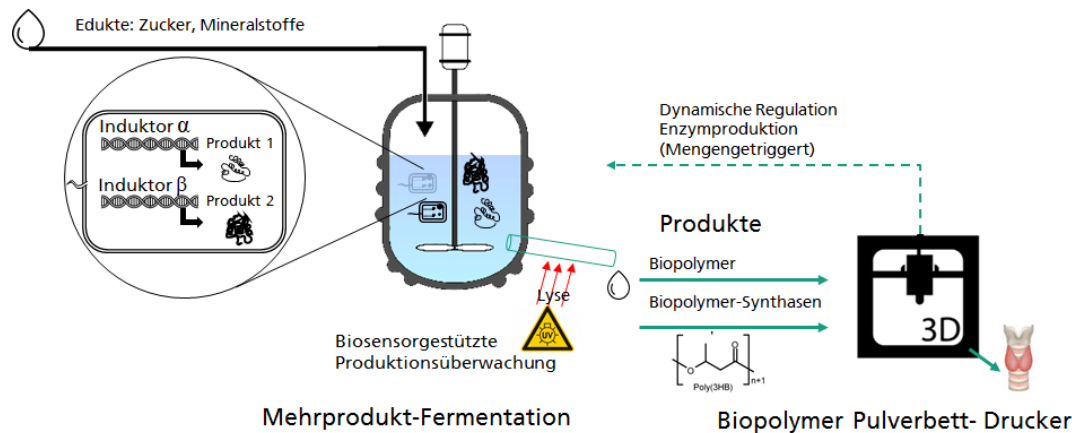 Edukte: Zucker, Mineralstoffe
Induktor α
Produkt 1
Induktor β
Produkt 2
Dynamische Regulation
Enzymproduktion
(Mengengetriggert)
Produkte
Biopolymer
Biopolymer-Synthasen
Lyse
UV
Biosensorgestützte
Produktionsüberwachung
O
O
n+1
Poly(3HB)
3D
Mehrprodukt-Fermentation
Biopolymer Pulverbett- Drucker